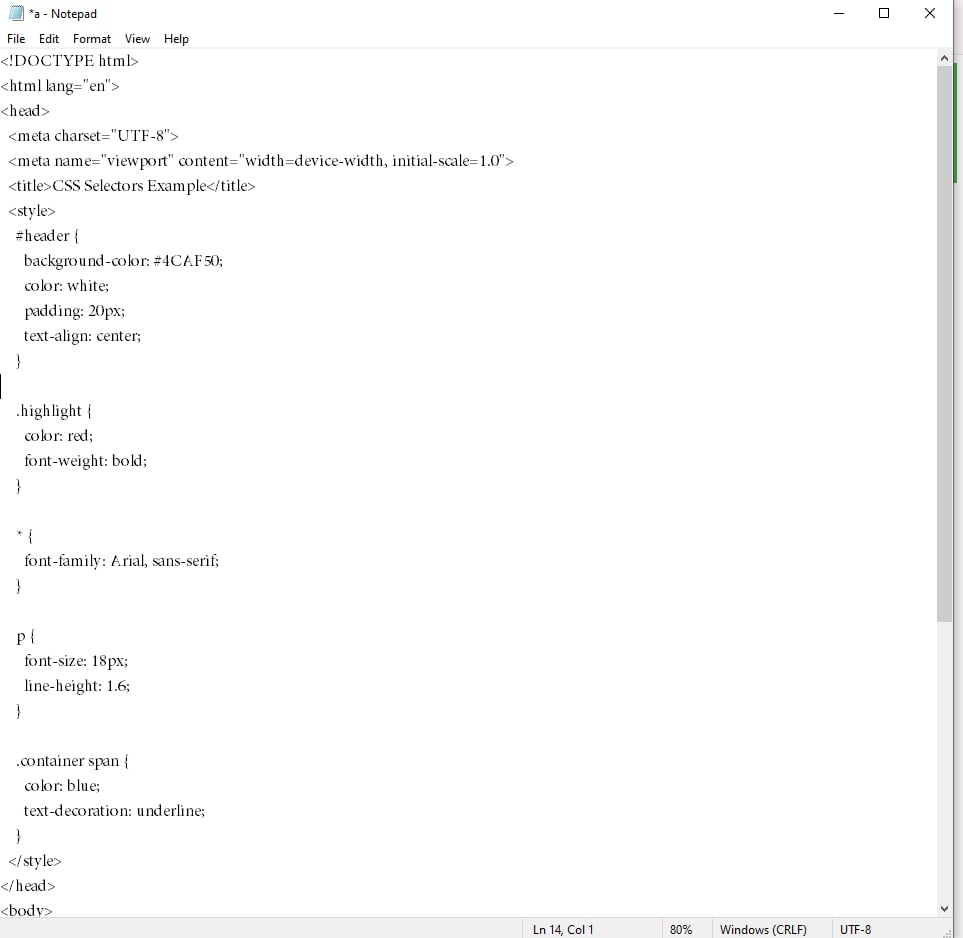 *a - Notepad
File Edit Format View Help
<!DOCTYPE html>
<html lang="en">
<head>
  <meta charset="UTF-8">
  <meta name="viewport" content="width=device-width, initial-scale=1.0">
  <title>CSS Selectors Example</title>
  <style>
    #header {
      background-color: #4CAF50;
      color: white;
      padding: 20px;
      text-align: center;
    }

    .highlight {
      color: red;
      font-weight: bold;
    }

    * {
      font-family: Arial, sans-serif;
    }

    p {
      font-size: 18px;
      line-height: 1.6;
    }

    .container span {
      color: blue;
      text-decoration: underline;
    }
  </style>
</head>
<body>
Ln 14, Col 1 80% Windows (CRLF) UTF-8